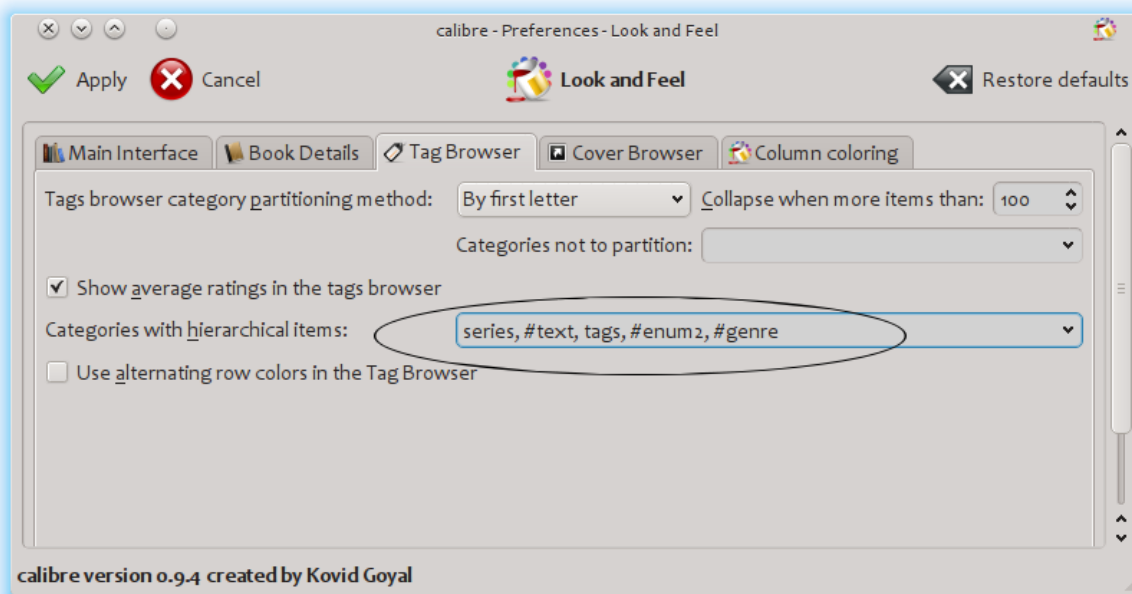 calibre - Preferences - Look and Feel
Apply Cancel Look and Feel Restore defaults
Main Interface Book Details Tag Browser Cover Browser Column coloring
Tags browser category partitioning method: By first letter Collapse when more items than: 100
Categories not to partition:
Show average ratings in the tags browser
Categories with hierarchical items: series, #text, tags, #enum2, #genre
Use alternating row colors in the Tag Browser
calibre version 0.9.4 created by Kovid Goyal